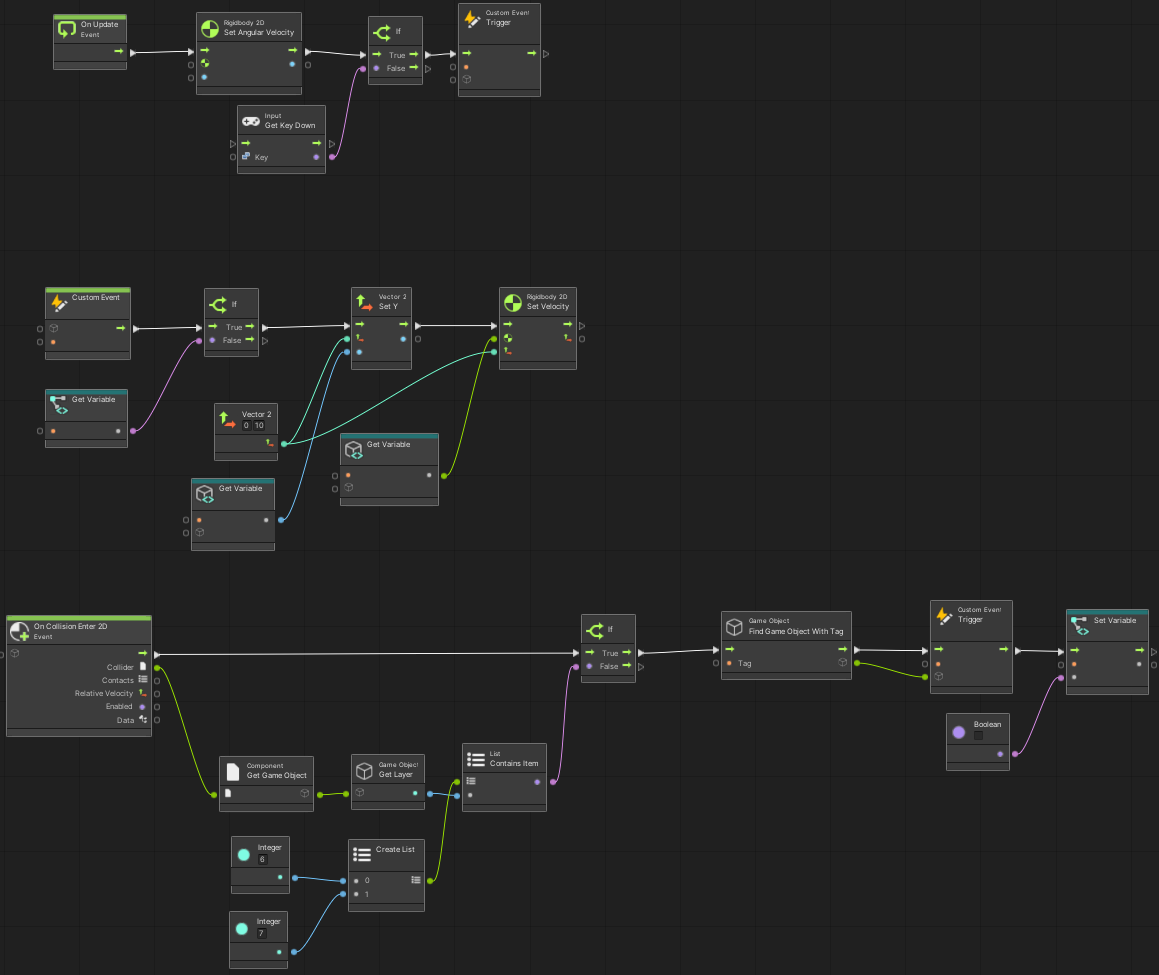 On Update
Event
Rigidbody 2D
Set Angular Velocity
If
True
False
Custom Event
Trigger
Input
Get Key Down
Key
Custom Event
If
True
False
Vector 2
Set Y
Rigidbody 2D
Set Velocity
Get Variable
Vector 2
0 10
Get Variable
Get Variable
On Collision Enter 2D
Event
Collider
Contacts
Relative Velocity
Enabled
Data
If
True
False
Game Object
Find Game Object With Tag
Tag
Custom Event
Trigger
Set Variable
Boolean
Component
Get Game Object
Game Object
Get Layer
List
Contains Item
Integer
6
Create List
0
1
Integer
7